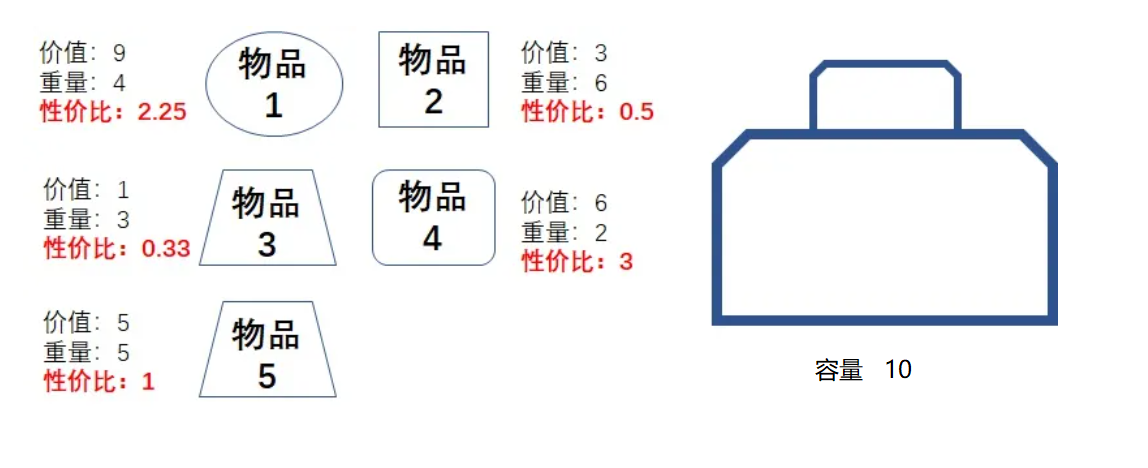 价值：9
重量：4
性价比：2.25
物品
1
物品
2
价值：3
重量：6
性价比：0.5
价值：1
重量：3
性价比：0.33
物品
3
物品
4
价值：6
重量：2
性价比：3
价值：5
重量：5
性价比：1
物品
5
容量 10